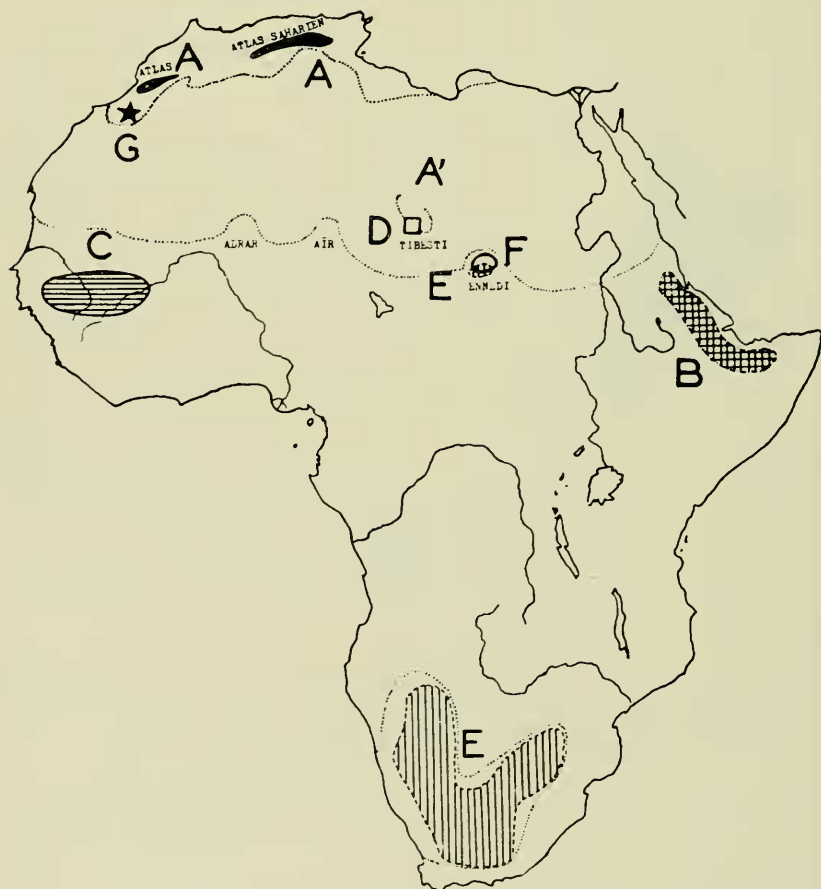 ATLAS SAHARIEN
ATLAS
A
A
G
A'
C
ADRAR
AÏR
D
TIBESTI
F
E
ENNEDI
B
E